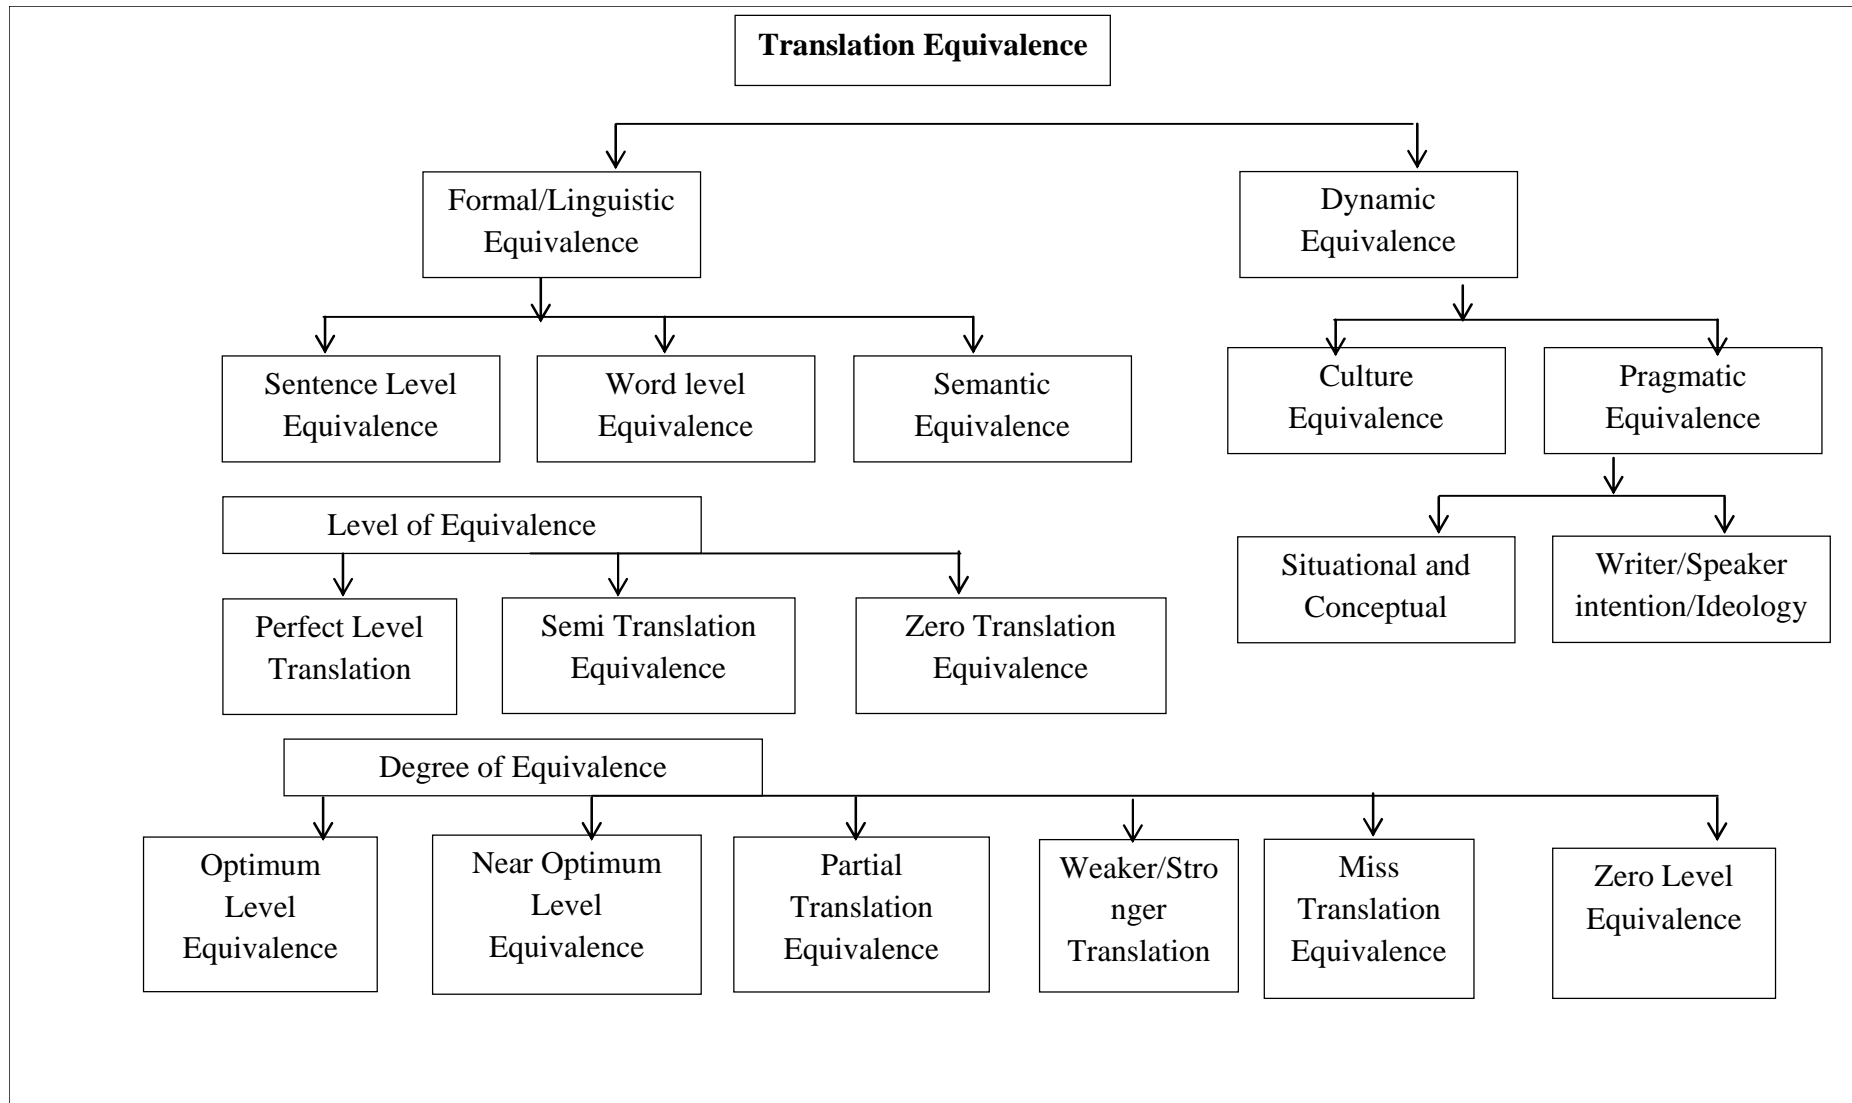 Translation Equivalence
Formal/Linguistic
Equivalence
Dynamic
Equivalence
Sentence Level
Equivalence
Word level
Equivalence
Semantic
Equivalence
Culture
Equivalence
Pragmatic
Equivalence
Level of Equivalence
Situational and
Conceptual
Writer/Speaker
intention/Ideology
Perfect Level
Translation
Semi Translation
Equivalence
Zero Translation
Equivalence
Degree of Equivalence
Optimum
Level
Equivalence
Near Optimum
Level
Equivalence
Partial
Translation
Equivalence
Weaker/Stro
nger
Translation
Miss
Translation
Equivalence
Zero Level
Equivalence